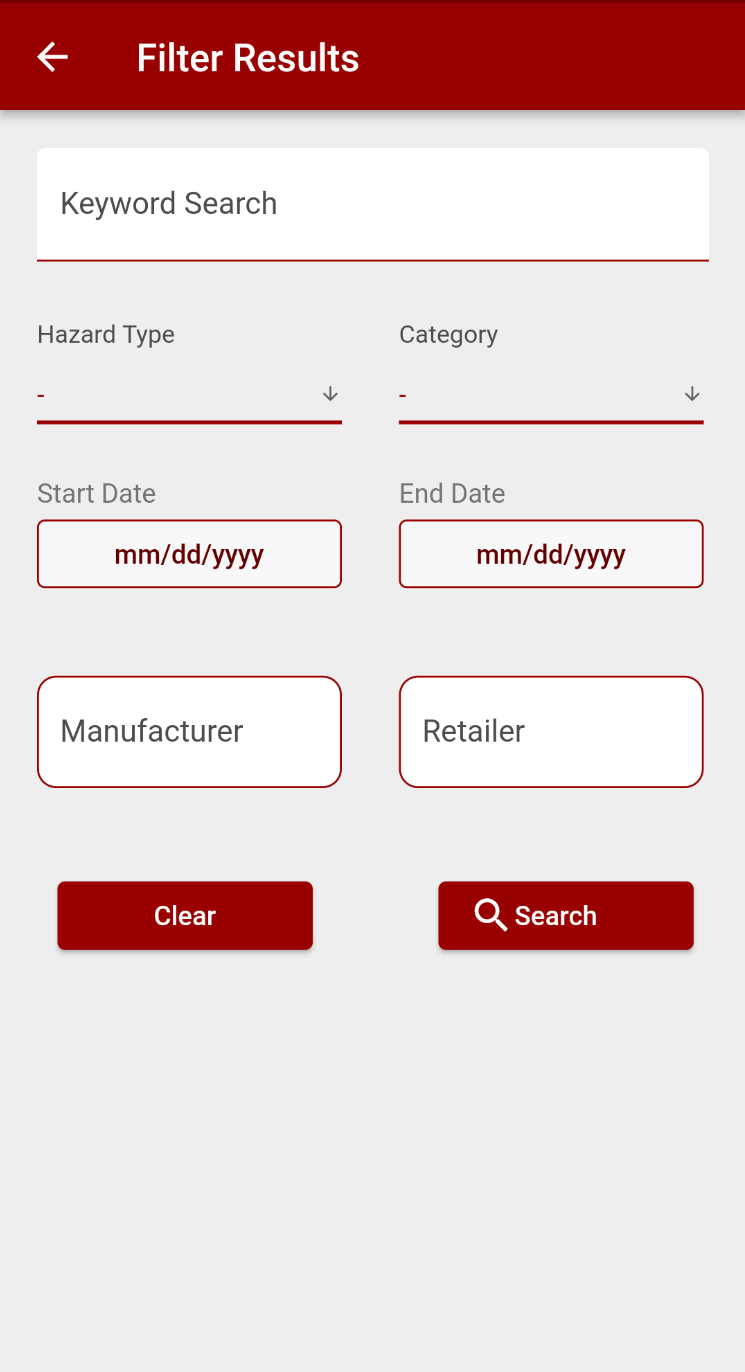 Filter Results
Keyword Search
Hazard Type
Category
-
-
Start Date
End Date
mm/dd/yyyy
mm/dd/yyyy
Manufacturer
Retailer
Clear
Search